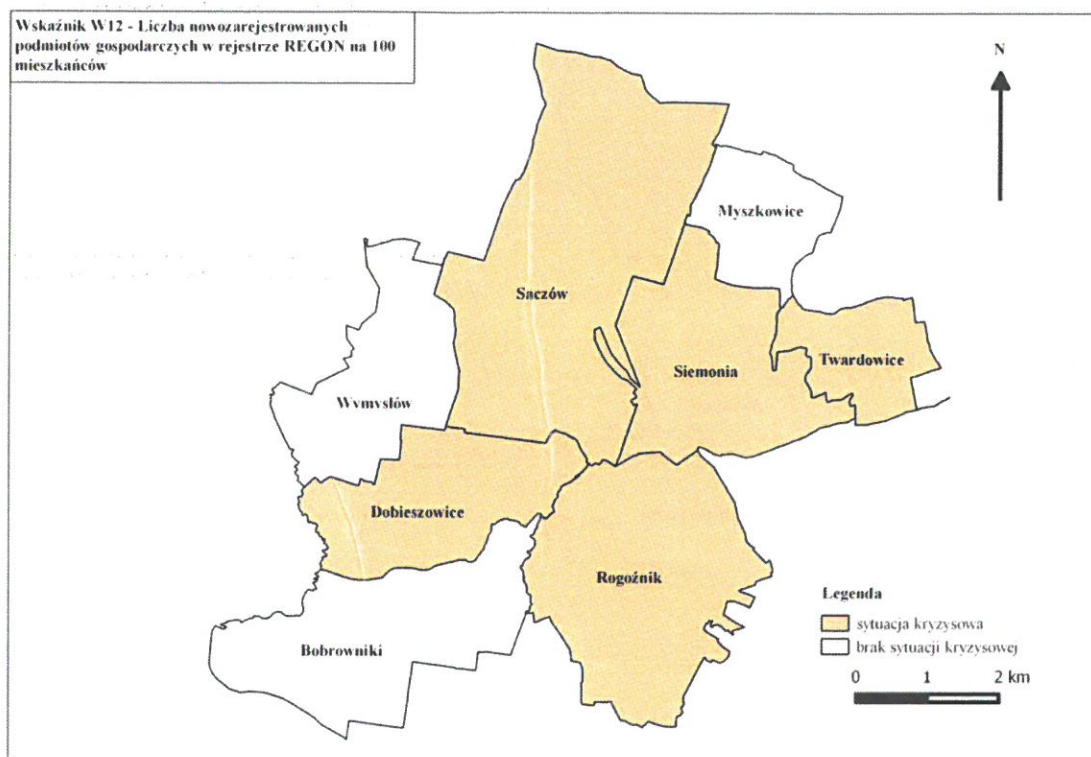 Wskaźnik W12 - Liczba nowozarejestrowanych
podmiotów gospodarczych w rejestrze REGON na 100
mieszkańców
N
Myszkowice
Saczów
Siemonia
Twardowice
Wymysłów
Dobieszowice
Rogoźnik
Bobrowniki
Legenda
sytuacja kryzysowa
brak sytuacji kryzysowej
0 1 2 km